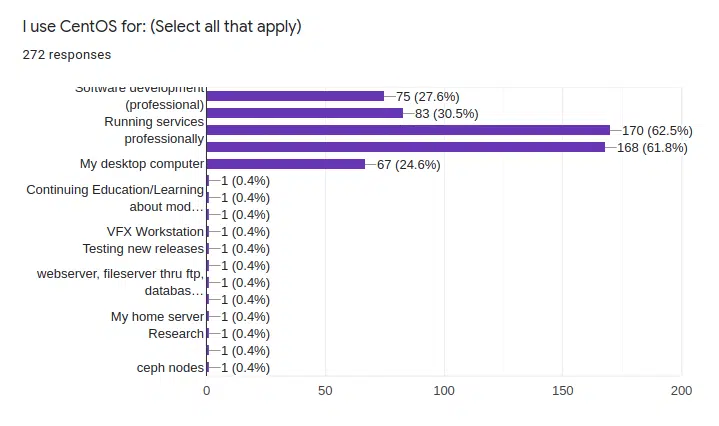 I use CentOS for: (Select all that apply)
272 responses
Software development
(professional)
75 (27.6%)
83 (30.5%)
Running services
professionally
170 (62.5%)
168 (61.8%)
My desktop computer
67 (24.6%)
1 (0.4%)
Continuing Education/Learning
about mod…
1 (0.4%)
1 (0.4%)
VFX Workstation
1 (0.4%)
Testing new releases
1 (0.4%)
1 (0.4%)
webserver, fileserver thru ftp,
databas…
1 (0.4%)
1 (0.4%)
My home server
1 (0.4%)
Research
1 (0.4%)
1 (0.4%)
ceph nodes
1 (0.4%)
0
50
100
150
200